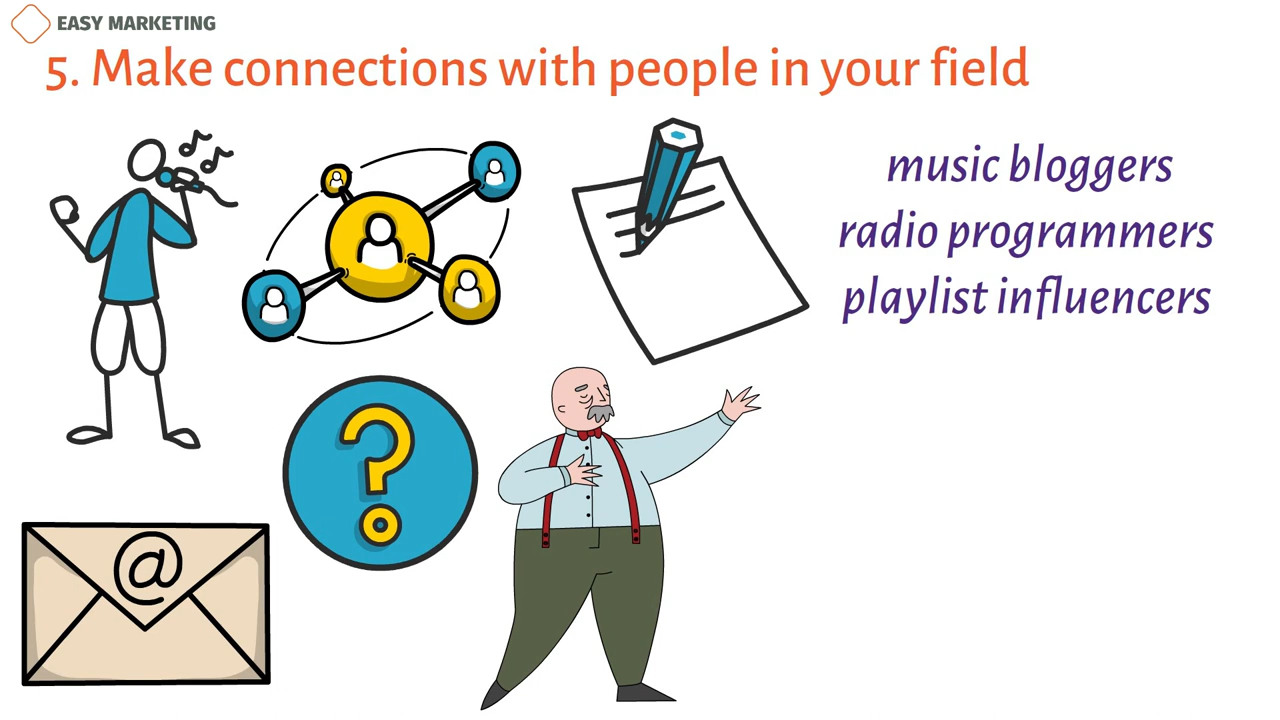 EASY MARKETING
5. Make connections with people in your field
music bloggers
radio programmers
playlist influencers
?
@